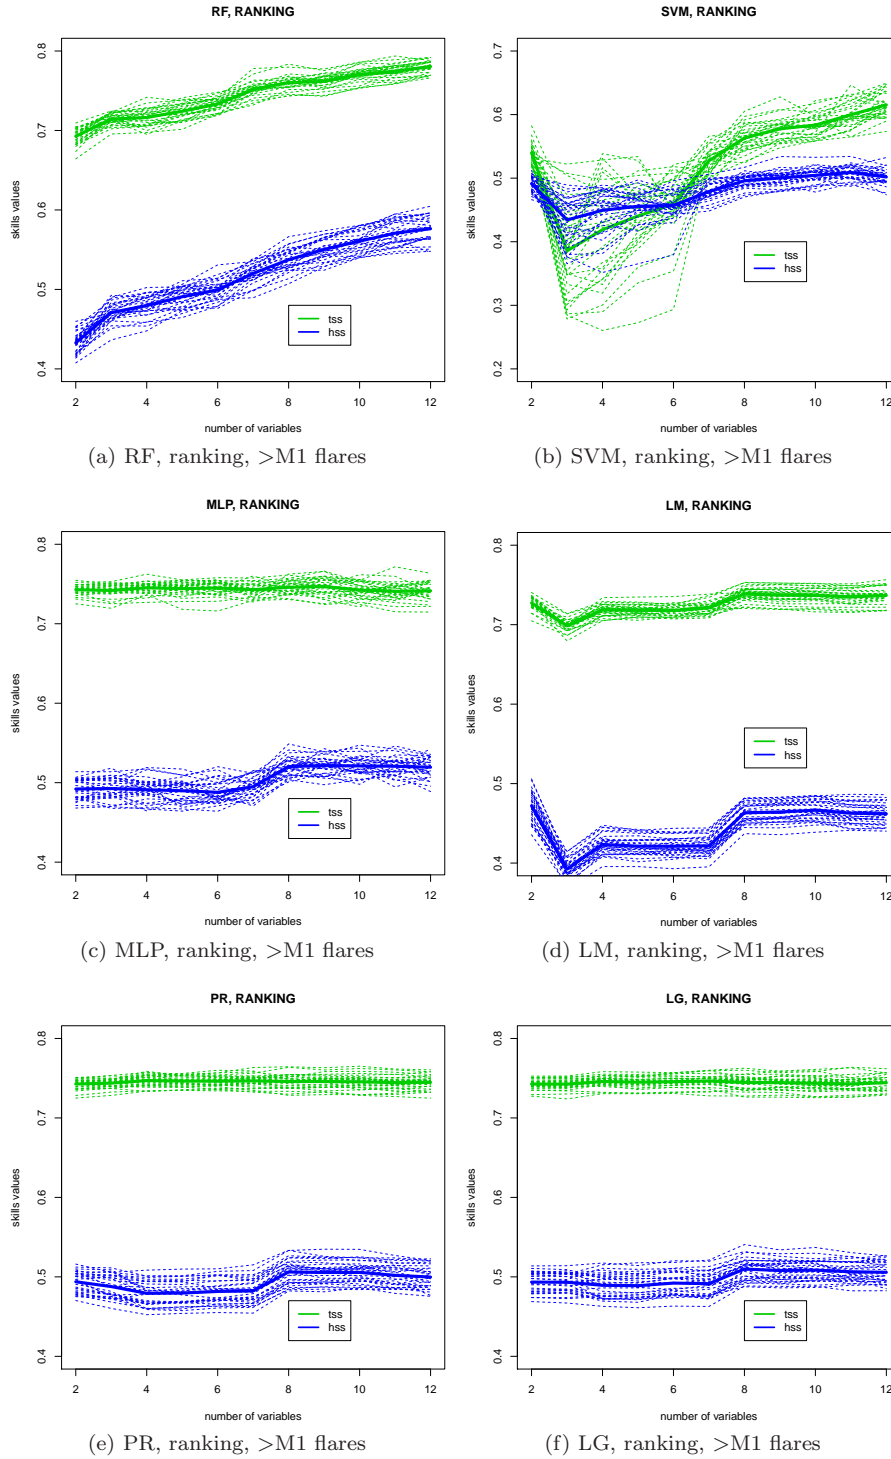 RF, RANKING
skills values
0.4 0.5 0.6 0.7 0.8
tss
hss
2 4 6 8 10 12
number of variables
(a) RF, ranking, >M1 flares
SVM, RANKING
skills values
0.2 0.3 0.4 0.5 0.6 0.7
tss
hss
2 4 6 8 10 12
number of variables
(b) SVM, ranking, >M1 flares
MLP, RANKING
skills values
0.4 0.5 0.6 0.7 0.8
tss
hss
2 4 6 8 10 12
number of variables
(c) MLP, ranking, >M1 flares
LM, RANKING
skills values
0.4 0.5 0.6 0.7 0.8
tss
hss
2 4 6 8 10 12
number of variables
(d) LM, ranking, >M1 flares
PR, RANKING
skills values
0.4 0.5 0.6 0.7 0.8
tss
hss
2 4 6 8 10 12
number of variables
(e) PR, ranking, >M1 flares
LG, RANKING
skills values
0.4 0.5 0.6 0.7 0.8
tss
hss
2 4 6 8 10 12
number of variables
(f) LG, ranking, >M1 flares